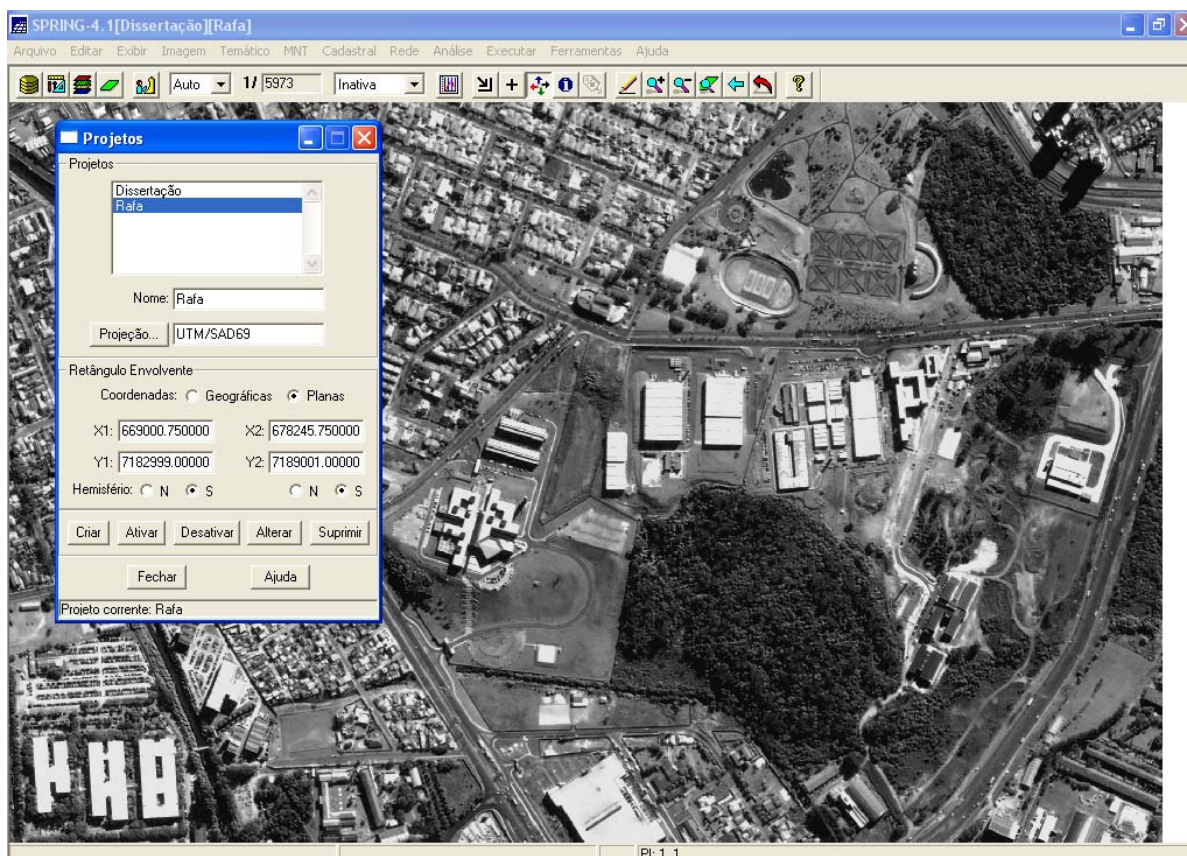 SPRING-4.1[Dissertação][Rafa]
Arquivo Editar Exibir Imagem Temático MNT Cadastral Rede Análise Executar Ferramentas Ajuda
Auto 1/ 5973 Inativa
Projetos
Projetos
Dissertação
Rafa
Nome: Rafa
Projeção... UTM/SAD69
Retângulo Envolvente
Coordenadas: Geográficas Planas
X1: 669000.750000 X2: 678245.750000
Y1: 7182999.00000 Y2: 7189001.00000
Hemisfério: N S N S
Criar Ativar Desativar Alterar Suprimir
Fechar Ajuda
Projeto corrente: Rafa
PI: 1_1